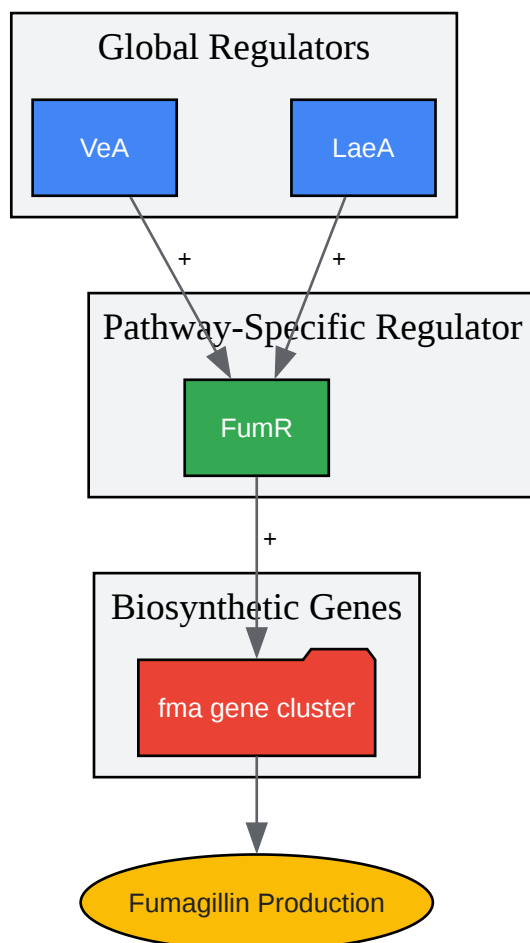 Global Regulators
VeA
LaeA
+
+
Pathway-Specific Regulator
FumR
+
Biosynthetic Genes
fma gene cluster
Fumagillin Production